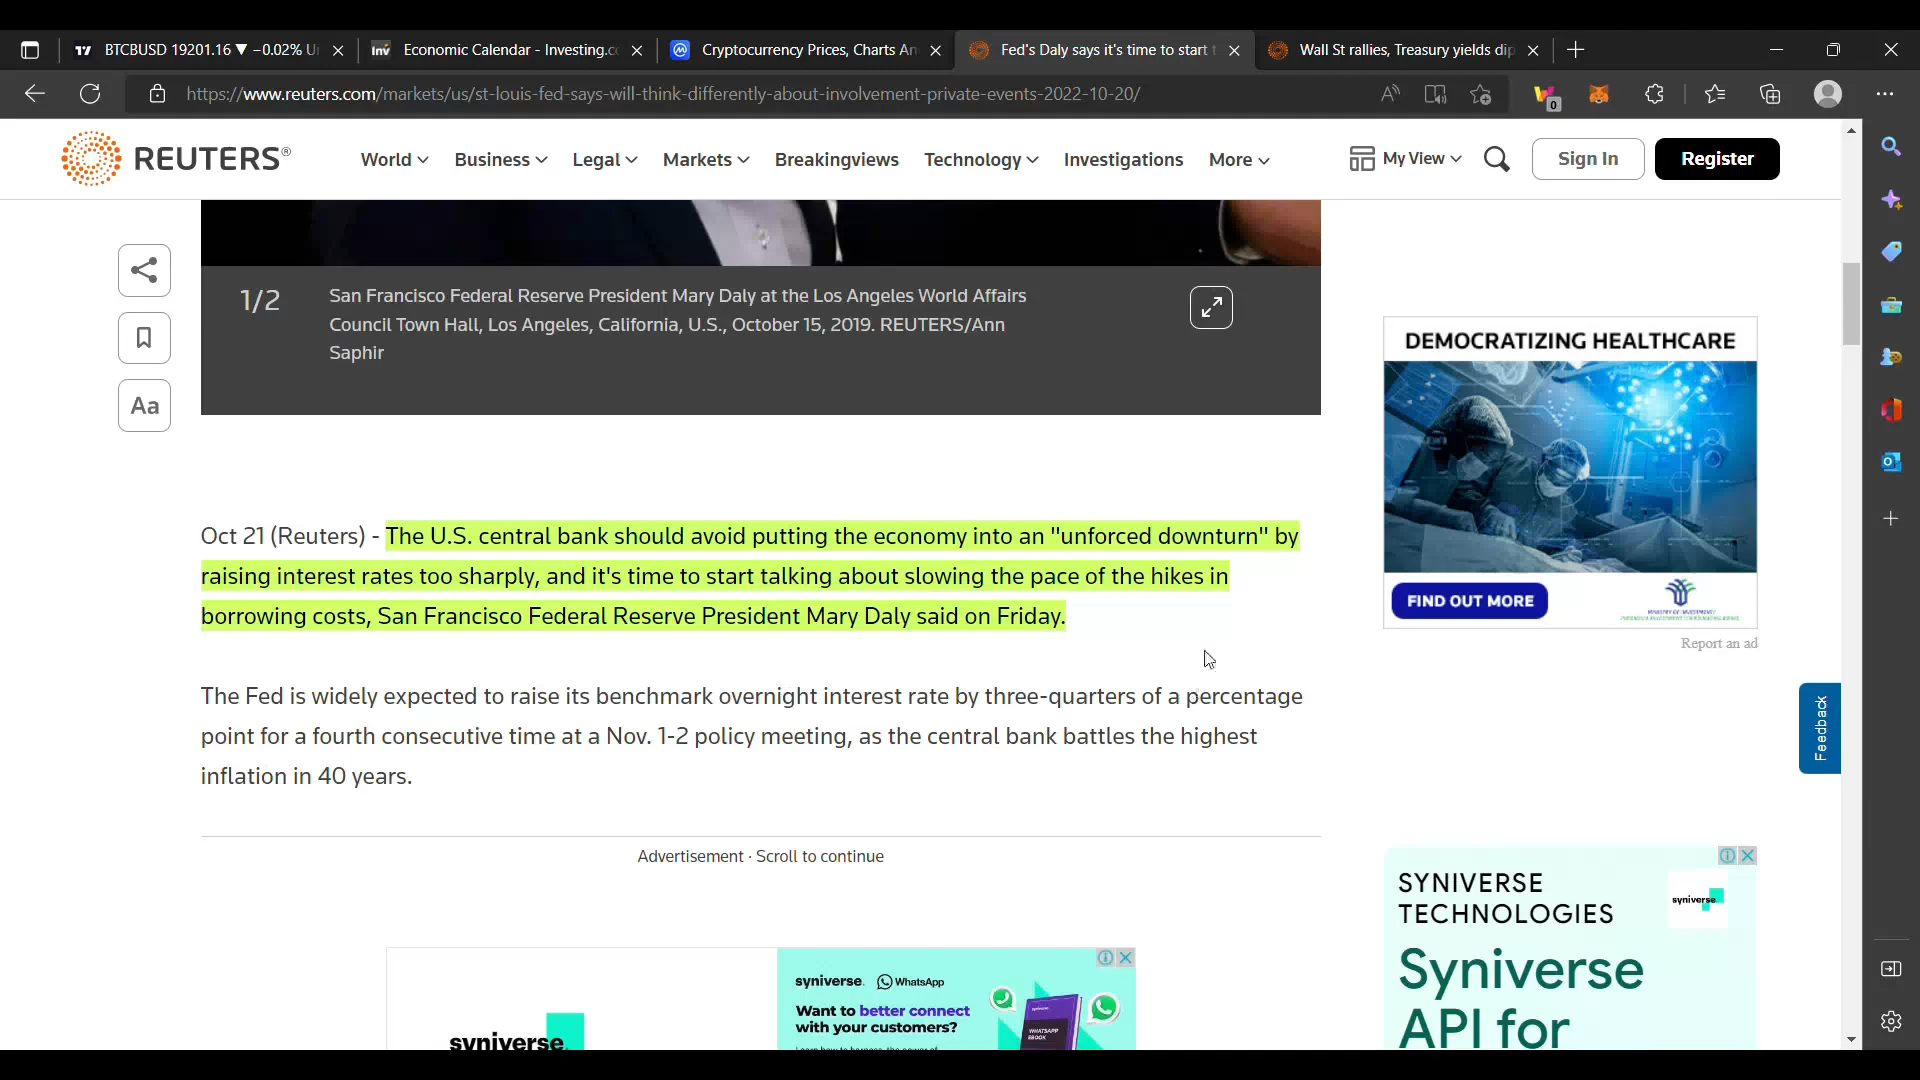 BTCBUSD 19201.16 ▼ −0.02% U
Economic Calendar - Investing.c
Cryptocurrency Prices, Charts An
Fed's Daly says it's time to start t
Wall St rallies, Treasury yields dip
https://www.reuters.com/markets/us/st-louis-fed-says-will-think-differently-about-involvement-private-events-2022-10-20/
0
REUTERS®
World
Business
Legal
Markets
Breakingviews
Technology
Investigations
More
My View
Sign In
Register
1/2
San Francisco Federal Reserve President Mary Daly at the Los Angeles World Affairs
Council Town Hall, Los Angeles, California, U.S., October 15, 2019. REUTERS/Ann
Saphir
Aa
Oct 21 (Reuters) - The U.S. central bank should avoid putting the economy into an "unforced downturn" by
raising interest rates too sharply, and it's time to start talking about slowing the pace of the hikes in
borrowing costs, San Francisco Federal Reserve President Mary Daly said on Friday.
The Fed is widely expected to raise its benchmark overnight interest rate by three-quarters of a percentage
point for a fourth consecutive time at a Nov. 1-2 policy meeting, as the central bank battles the highest
inflation in 40 years.
Advertisement · Scroll to continue
syniverse.
syniverse. WhatsApp
Want to better connect
with your customers?
WHATSAPP
EBOOK
DEMOCRATIZING HEALTHCARE
FIND OUT MORE
Report an ad
Feedback
SYNIVERSE
TECHNOLOGIES
syniverse.
Syniverse
API for